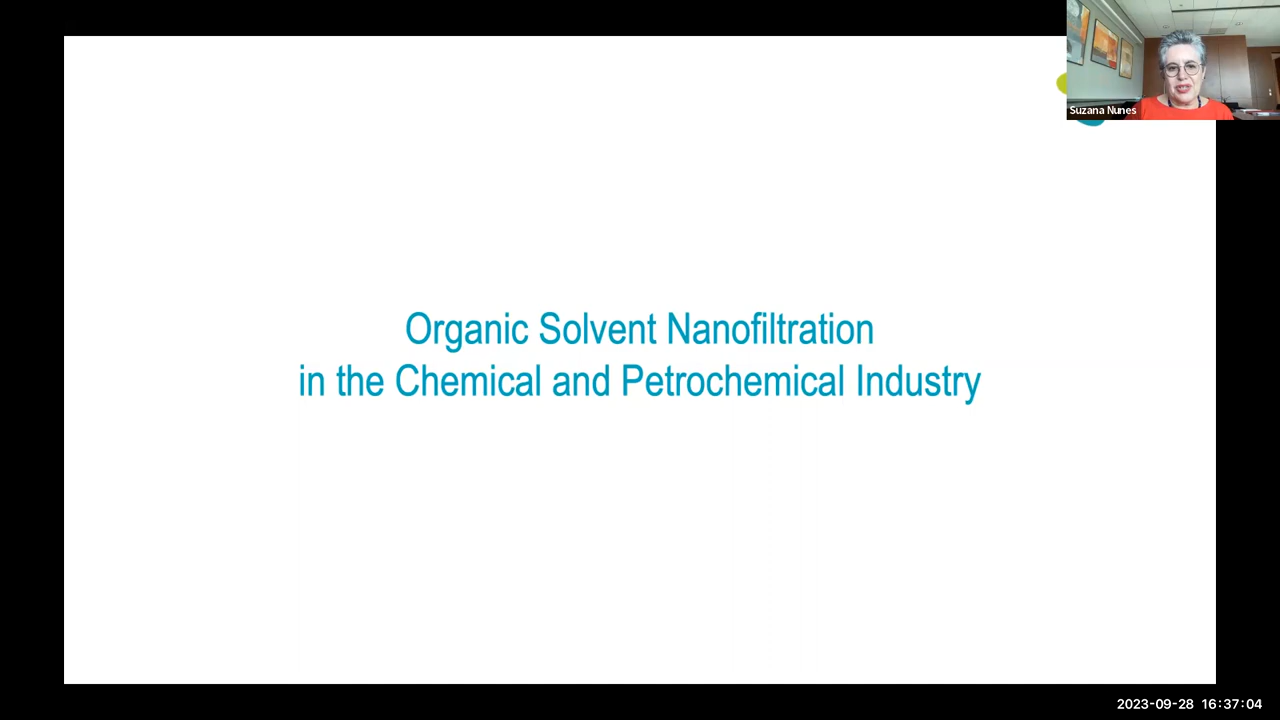 Suzana Nunes
Organic Solvent Nanofiltration
in the Chemical and Petrochemical Industry
2023-09-28 16:37:04